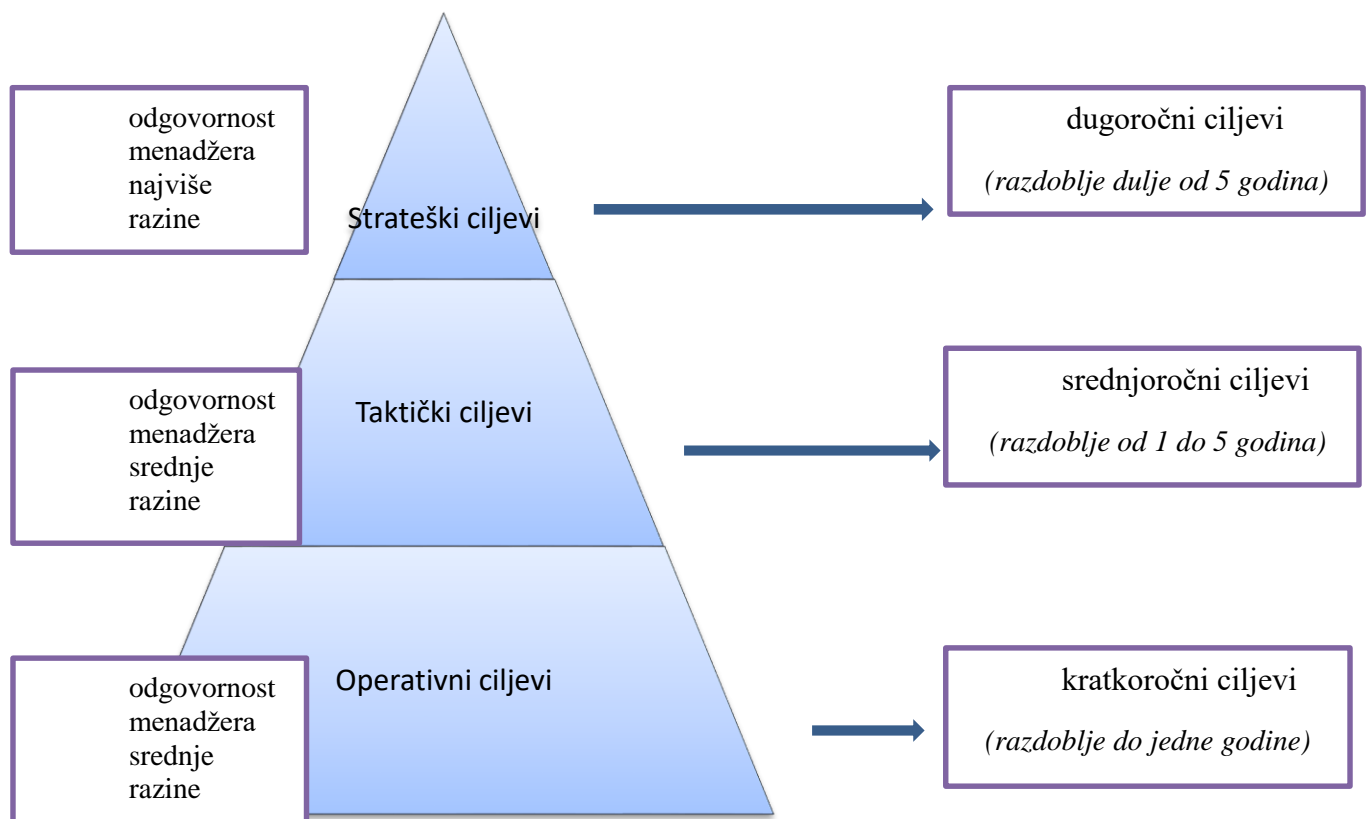 odgovornost
menadžera
najviše
razine
Strateški ciljevi
dugoročni ciljevi
(razdoblje dulje od 5 godina)
odgovornost
menadžera
srednje
razine
Taktički ciljevi
srednjoročni ciljevi
(razdoblje od 1 do 5 godina)
odgovornost
menadžera
srednje
razine
Operativni ciljevi
kratkoročni ciljevi
(razdoblje do jedne godine)